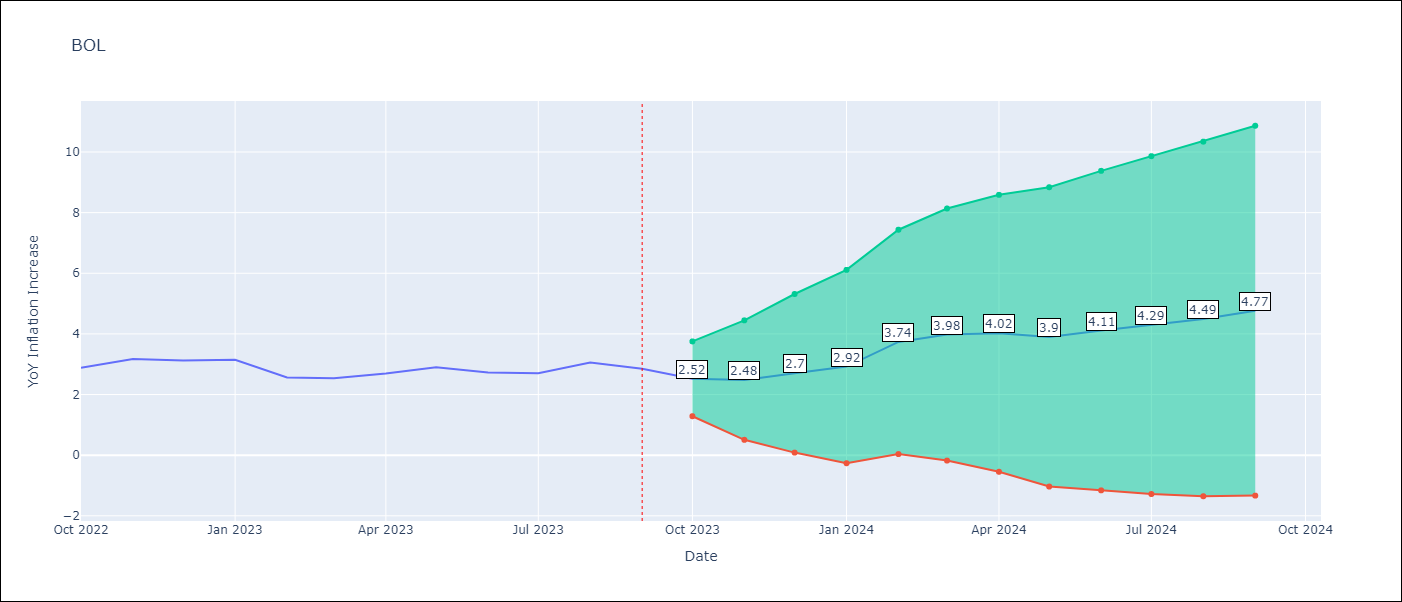 BOL
YoY Inflation Increase
10
8
6
4
2
0
−2
2.52
2.48
2.7
2.92
3.74
3.98
4.02
3.9
4.11
4.29
4.49
4.77
Oct 2022
Jan 2023
Apr 2023
Jul 2023
Oct 2023
Jan 2024
Apr 2024
Jul 2024
Oct 2024
Date